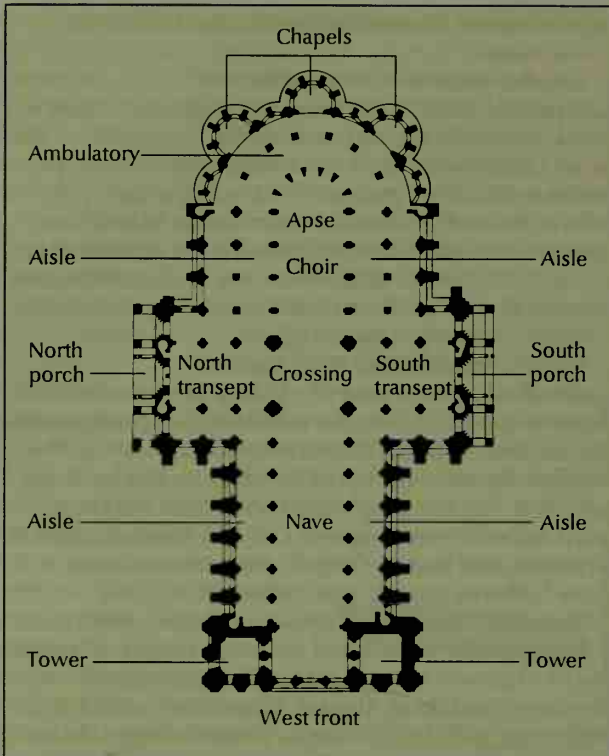 Chapels
Ambulatory
Apse
Aisle
Choir
Aisle
North
porch
North
transept
Crossing
South
transept
South
porch
Aisle
Nave
Aisle
Tower
Tower
West front